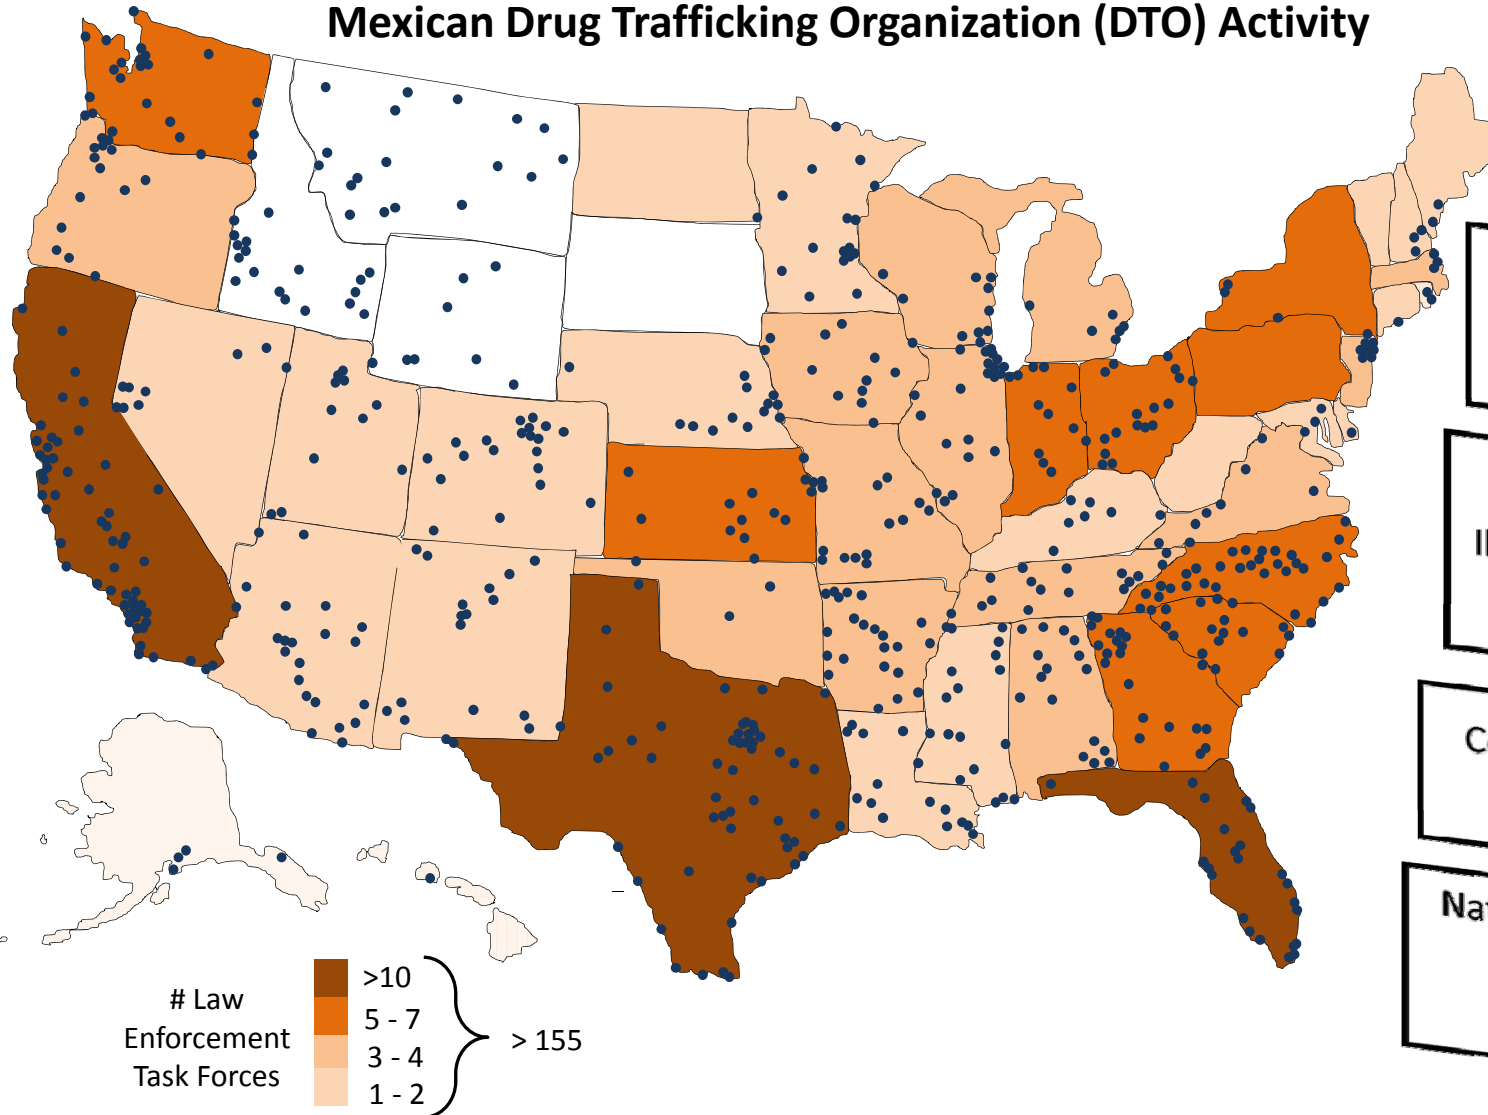 Mexican Drug Trafficking Organization (DTO) Activity
# Law
Enforcement
Task Forces
>10
5 - 7
3 - 4
1 - 2
> 155